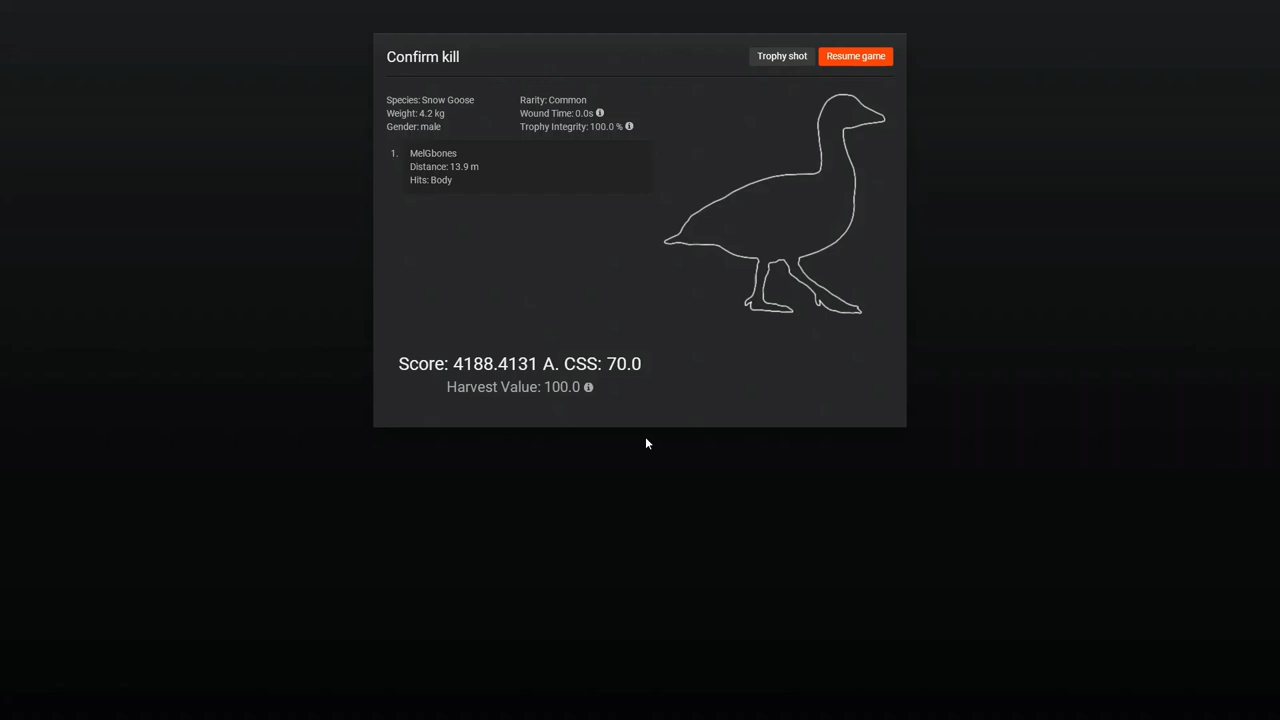 Confirm kill
Trophy shot
Resume game
Species: Snow Goose
Weight: 4.2 kg
Gender: male
Rarity: Common
Wound Time: 0.0s
Trophy Integrity: 100.0 %
1.
MelGbones
Distance: 13.9 m
Hits: Body
Score: 4188.4131 A. CSS: 70.0
Harvest Value: 100.0